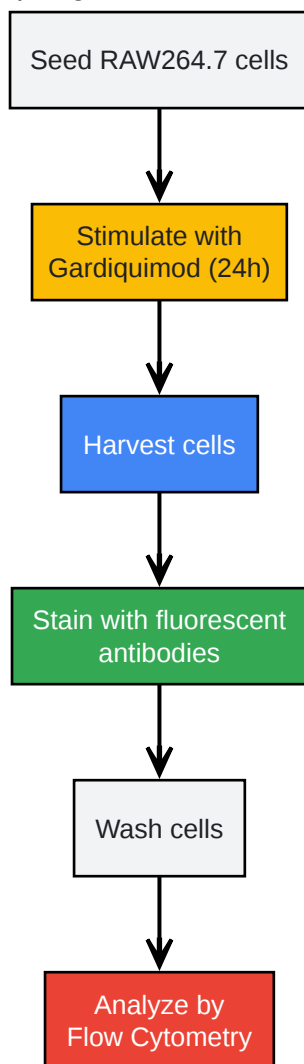 Seed RAW264.7 cells
Stimulate with
Gardiquimod (24h)
Harvest cells
Stain with fluorescent
antibodies
Wash cells
Analyze by
Flow Cytometry